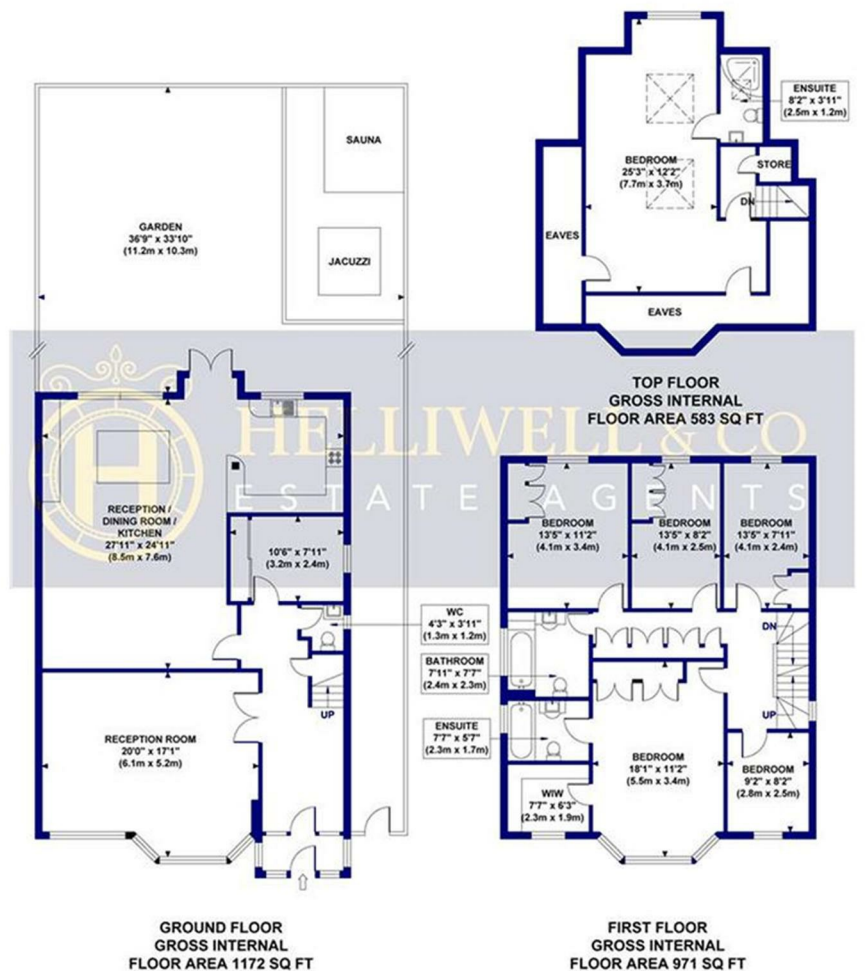 ENSUITE
8'2" x 3'11"
(2.5m x 1.2m)
SAUNA
BEDROOM
25'3" x 12'2"
(7.7m x 3.7m)
STORE
DN
GARDEN
36'9" x 33'10"
(11.2m x 10.3m)
EAVES
JACUZZI
EAVES
TOP FLOOR
GROSS INTERNAL
FLOOR AREA 583 SQ FT
H
HELLIWELL & CO
ESTATE AGENTS
RECEPTION /
DINING ROOM /
KITCHEN
27'11" x 24'11"
(8.5m x 7.6m)
10'6" x 7'11"
(3.2m x 2.4m)
BEDROOM
13'5" x 11'2"
(4.1m x 3.4m)
BEDROOM
13'5" x 8'2"
(4.1m x 2.5m)
BEDROOM
13'5" x 7'11"
(4.1m x 2.4m)
WC
4'3" x 3'11"
(1.3m x 1.2m)
DN
BATHROOM
7'11" x 7'7"
(2.4m x 2.3m)
UP
UP
RECEPTION ROOM
20'0" x 17'1"
(6.1m x 5.2m)
ENSUITE
7'7" x 5'7"
(2.3m x 1.7m)
BEDROOM
18'1" x 11'2"
(5.5m x 3.4m)
BEDROOM
9'2" x 8'2"
(2.8m x 2.5m)
WIW
7'7" x 6'3"
(2.3m x 1.9m)
GROUND FLOOR
GROSS INTERNAL
FLOOR AREA 1172 SQ FT
FIRST FLOOR
GROSS INTERNAL
FLOOR AREA 971 SQ FT